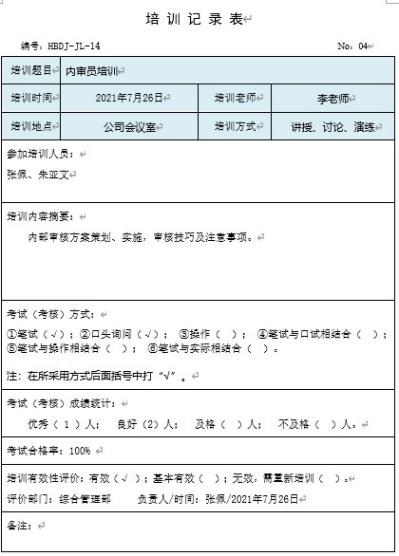 培 训 记 录 表
编号：HBDJ-JL-14 No：04
培训题目 内审员培训
培训时间 2021年7月26日 培训老师 李老师
培训地点 公司会议室 培训方式 讲授、讨论、演练
参加培训人员：
张佩、朱亚文
培训内容摘要：
内部审核方案策划、实施，审核技巧及注意事项。
考试（考核）方式：
①笔试（√）；②口头询问（√）； ③操作（ ）； ④笔试与口试相结合（ ）；
⑤笔试与操作相结合（ ）； ⑥笔试与实际相结合（ ）。
注：在所采用方式后面括号中打“√”。
考试（考核）成绩统计：
优秀（ 1 ）人； 良好（2）人； 及格（ ）人； 不及格（ ）人。
考试合格率：100%
培训有效性评价：有效（√ ）；基本有效（ ）；无效，需重新培训（ ）。
评价部门：综合管理部 负责人/时间：张佩/2021年7月26日
备注：